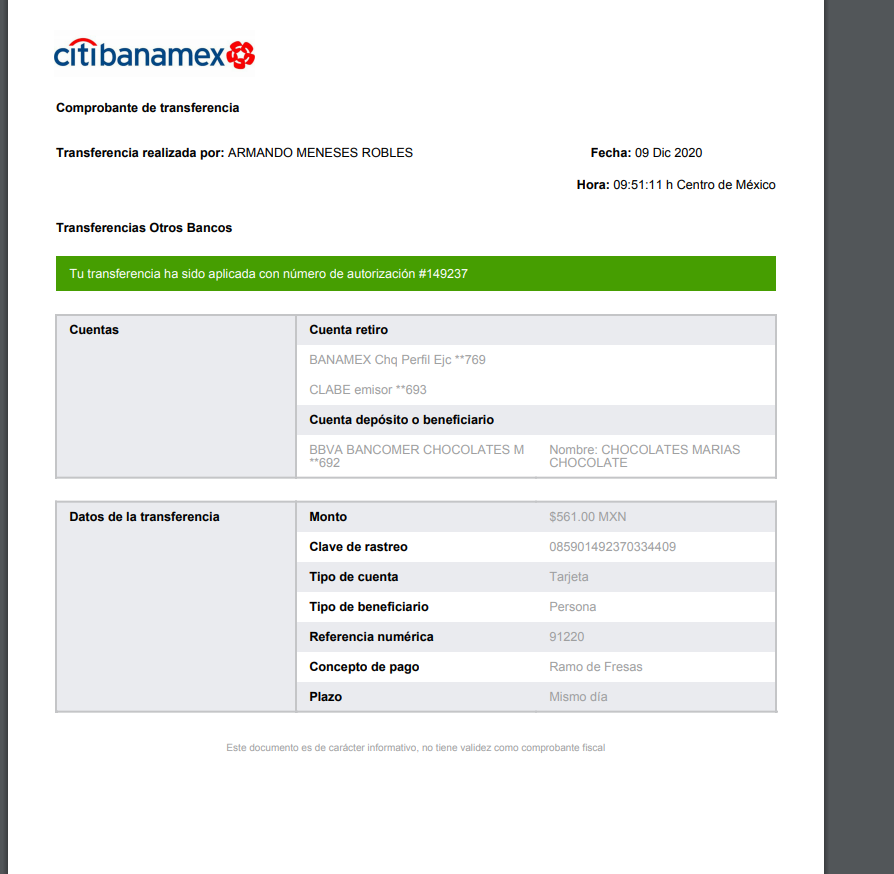 citibanamex
Comprobante de transferencia
Transferencia realizada por: ARMANDO MENESES ROBLES Fecha: 09 Dic 2020
Hora: 09:51:11 h Centro de México
Transferencias Otros Bancos
Tu transferencia ha sido aplicada con número de autorización #149237
Cuentas Cuenta retiro
BANAMEX Chq Perfil Ejc **769
CLABE emisor **693
Cuenta depósito o beneficiario
BBVA BANCOMER CHOCOLATES M Nombre: CHOCOLATES MARIAS
**692 CHOCOLATE
Datos de la transferencia Monto $561.00 MXN
Clave de rastreo 085901492370334409
Tipo de cuenta Tarjeta
Tipo de beneficiario Persona
Referencia numérica 91220
Concepto de pago Ramo de Fresas
Plazo Mismo día
Este documento es de carácter informativo, no tiene validez como comprobante fiscal